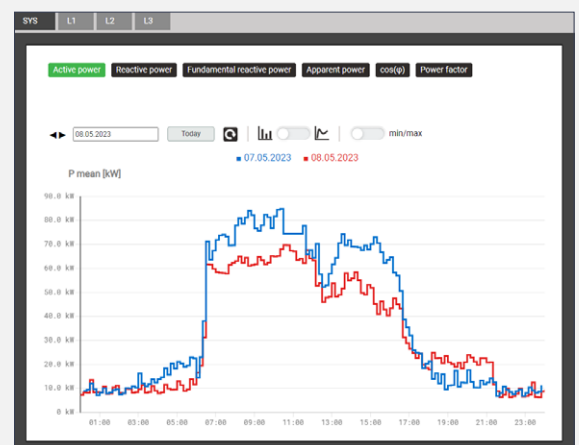 SYS L1 L2 L3
Active power Reactive power Fundamental reactive power Apparent power cos(φ) Power factor
08.05.2023 Today min/max
07.05.2023 08.05.2023
P mean [kW]
90.0 kW
80.0 kW
70.0 kW
60.0 kW
50.0 kW
40.0 kW
30.0 kW
20.0 kW
10.0 kW
0 kW
01:00 03:00 05:00 07:00 09:00 11:00 13:00 15:00 17:00 19:00 21:00 23:00